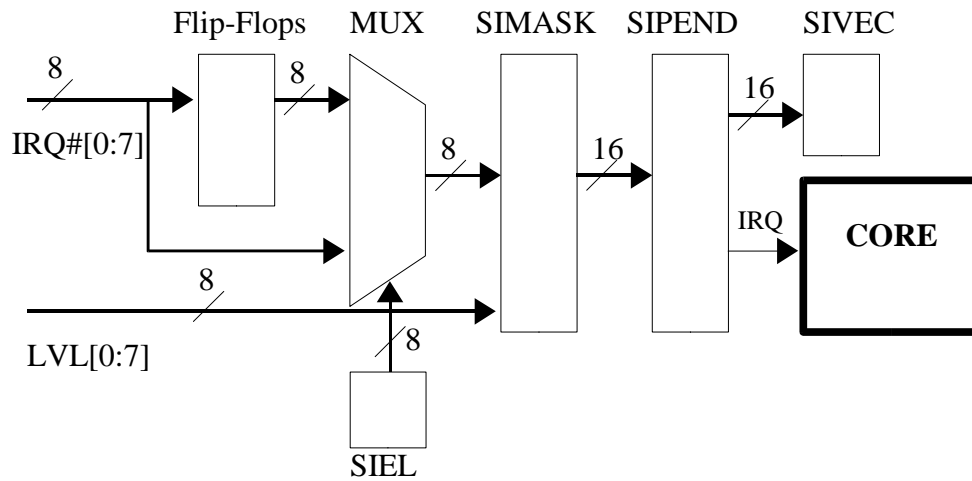 Flip-Flops MUX SIMASK SIPEND SIVEC
8 8 16
IRQ#[0:7] 8 16
IRQ CORE
8
LVL[0:7] 8
SIEL